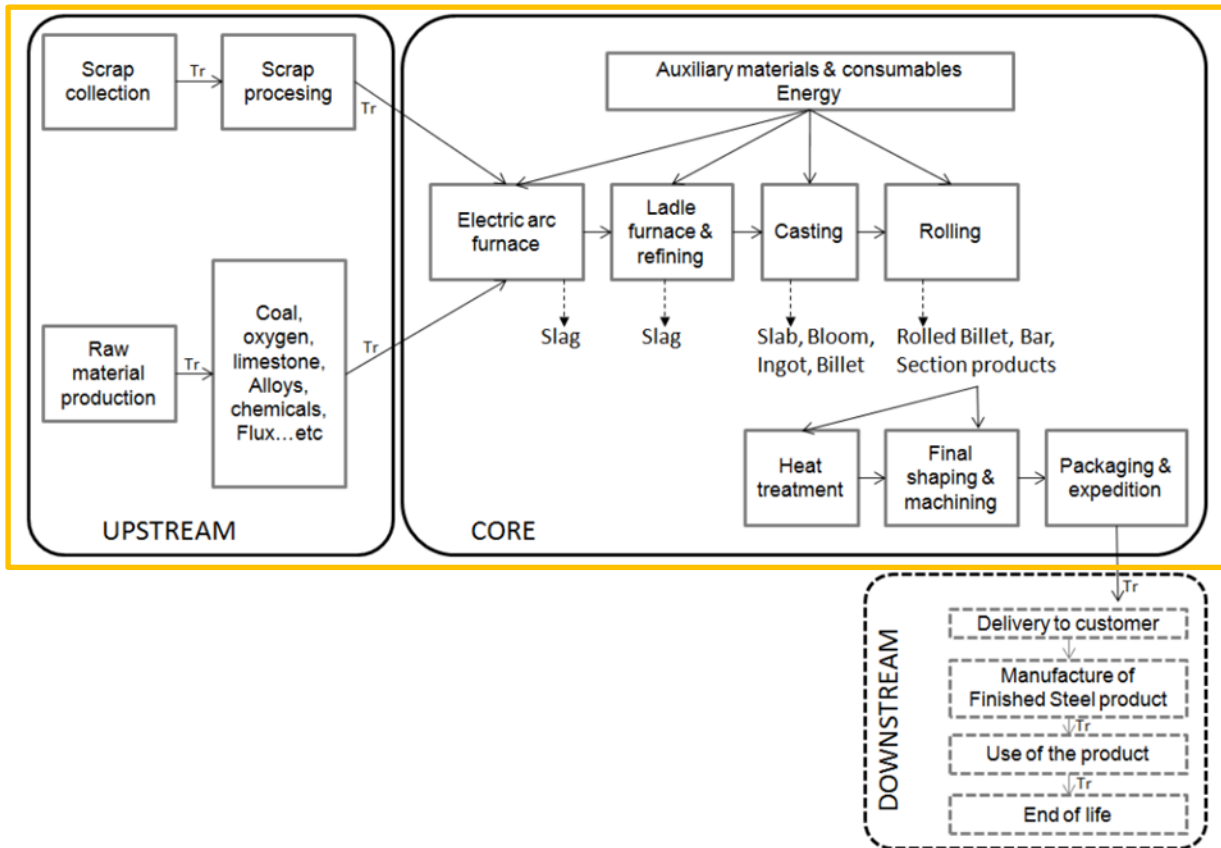 Scrap
collection
Tr
Scrap
procesing
Tr
Raw
material
production
Tr
Coal,
oxygen,
limestone,
Alloys,
chemicals,
Flux...etc
Tr
UPSTREAM
Auxiliary materials & consumables
Energy
Electric arc
furnace
Ladle
furnace &
refining
Casting
Rolling
Slag
Slag
Slab, Bloom,
Ingot, Billet
Rolled Billet, Bar,
Section products
Heat
treatment
Final
shaping &
machining
Packaging &
expedition
CORE
Tr
DOWNSTREAM
Delivery to customer
Manufacture of
Finished Steel product
Tr
Use of the product
Tr
End of life